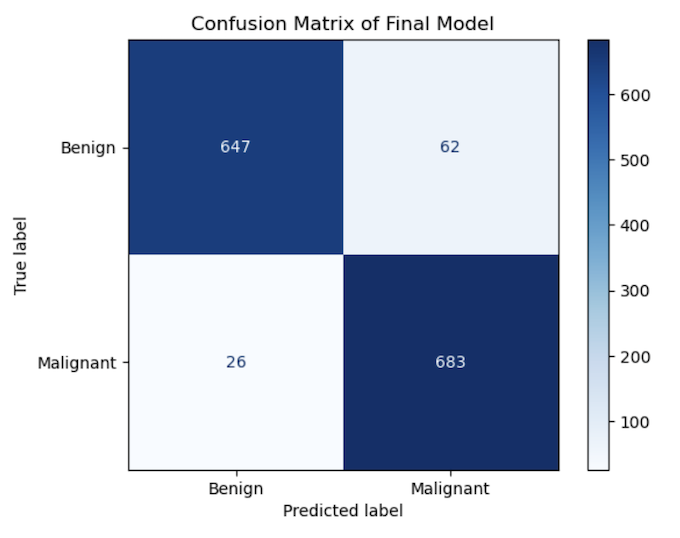 Confusion Matrix of Final Model
True label
Benign
647
62
Malignant
26
683
Benign
Malignant
Predicted label
600
500
400
300
200
100